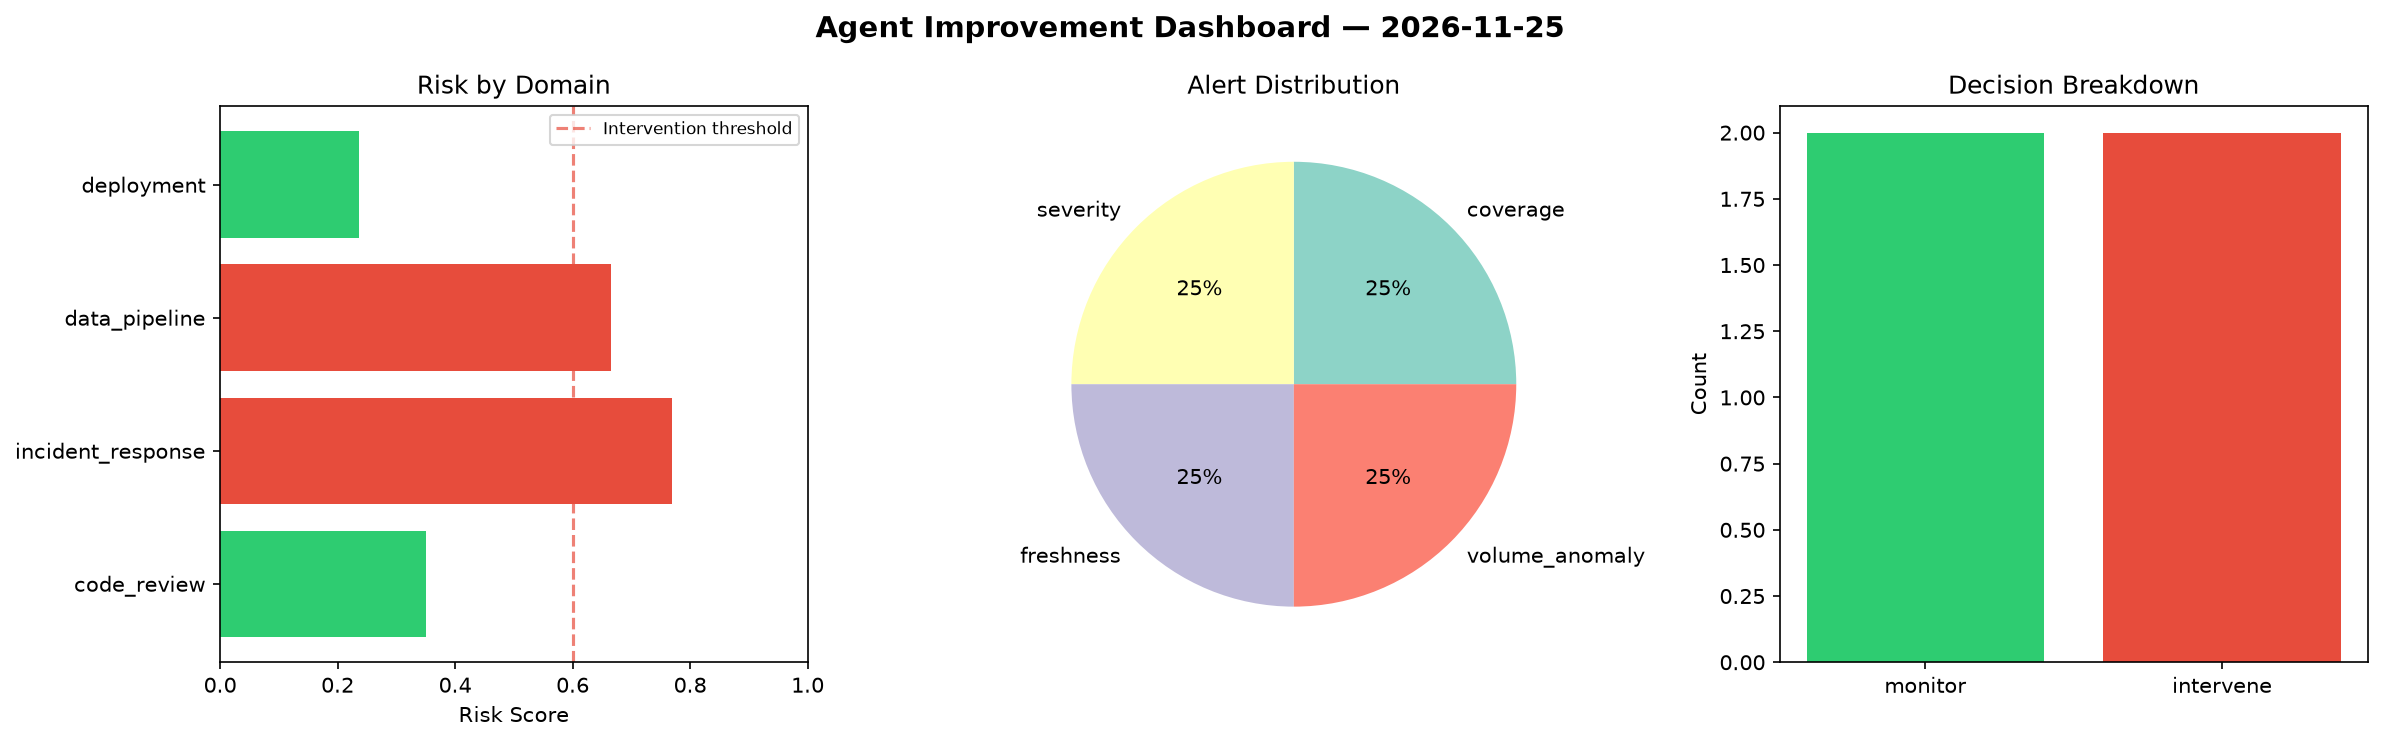 Agent Improvement Dashboard — 2026-11-25
Risk by Domain
Intervention threshold
deployment
data_pipeline
incident_response
code_review
0.0 0.2 0.4 0.6 0.8 1.0
Risk Score
Alert Distribution
severity
coverage
25%
25%
25%
25%
freshness
volume_anomaly
Decision Breakdown
Count
2.00
1.75
1.50
1.25
1.00
0.75
0.50
0.25
0.00
monitor intervene